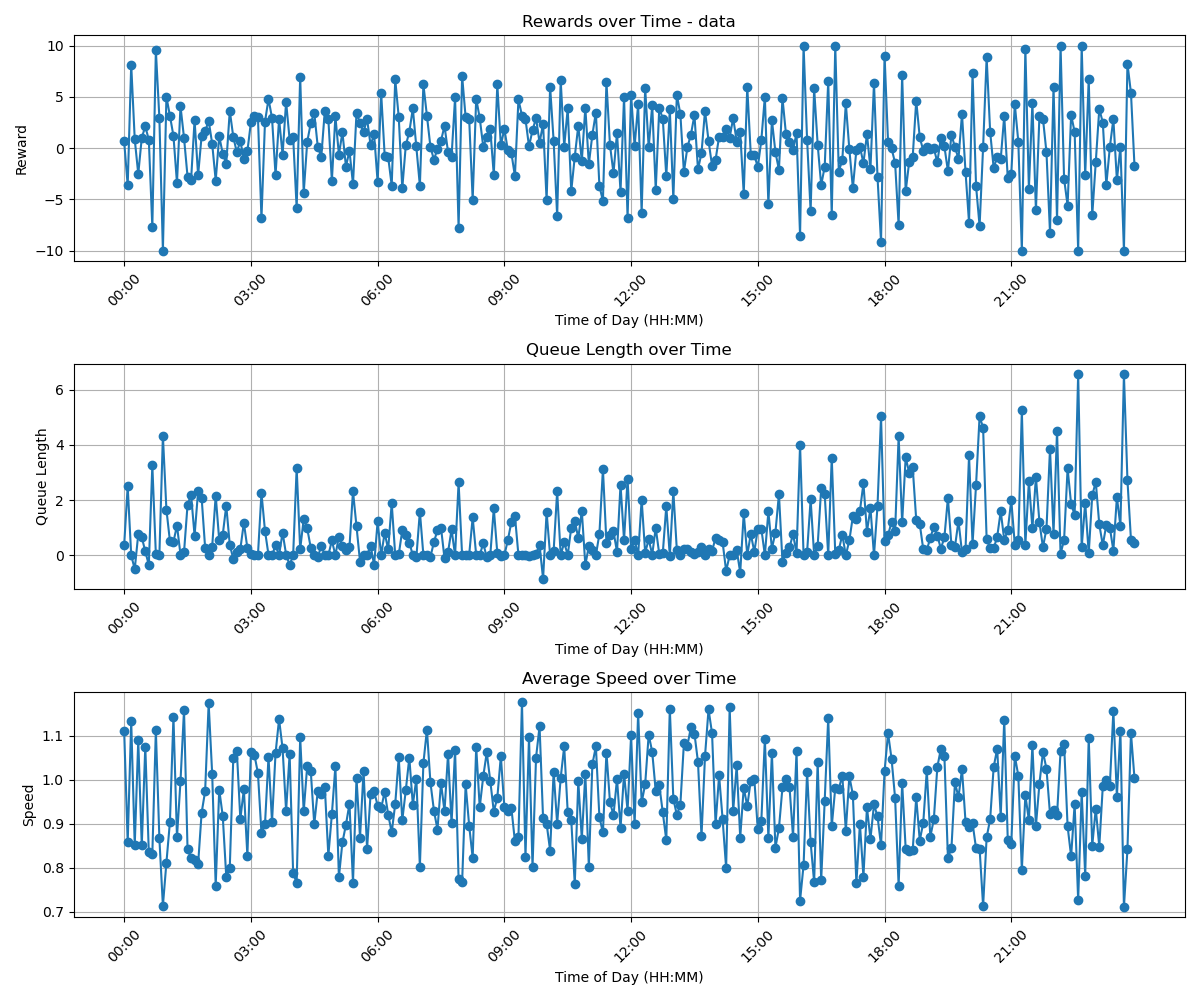 Rewards over Time - data
10
5
0
−5
−10
Reward
00:00 03:00 06:00 09:00 12:00 15:00 18:00 21:00
Time of Day (HH:MM)
Queue Length over Time
6
4
2
0
Queue Length
00:00 03:00 06:00 09:00 12:00 15:00 18:00 21:00
Time of Day (HH:MM)
Average Speed over Time
1.1
1.0
0.9
0.8
0.7
Speed
00:00 03:00 06:00 09:00 12:00 15:00 18:00 21:00
Time of Day (HH:MM)